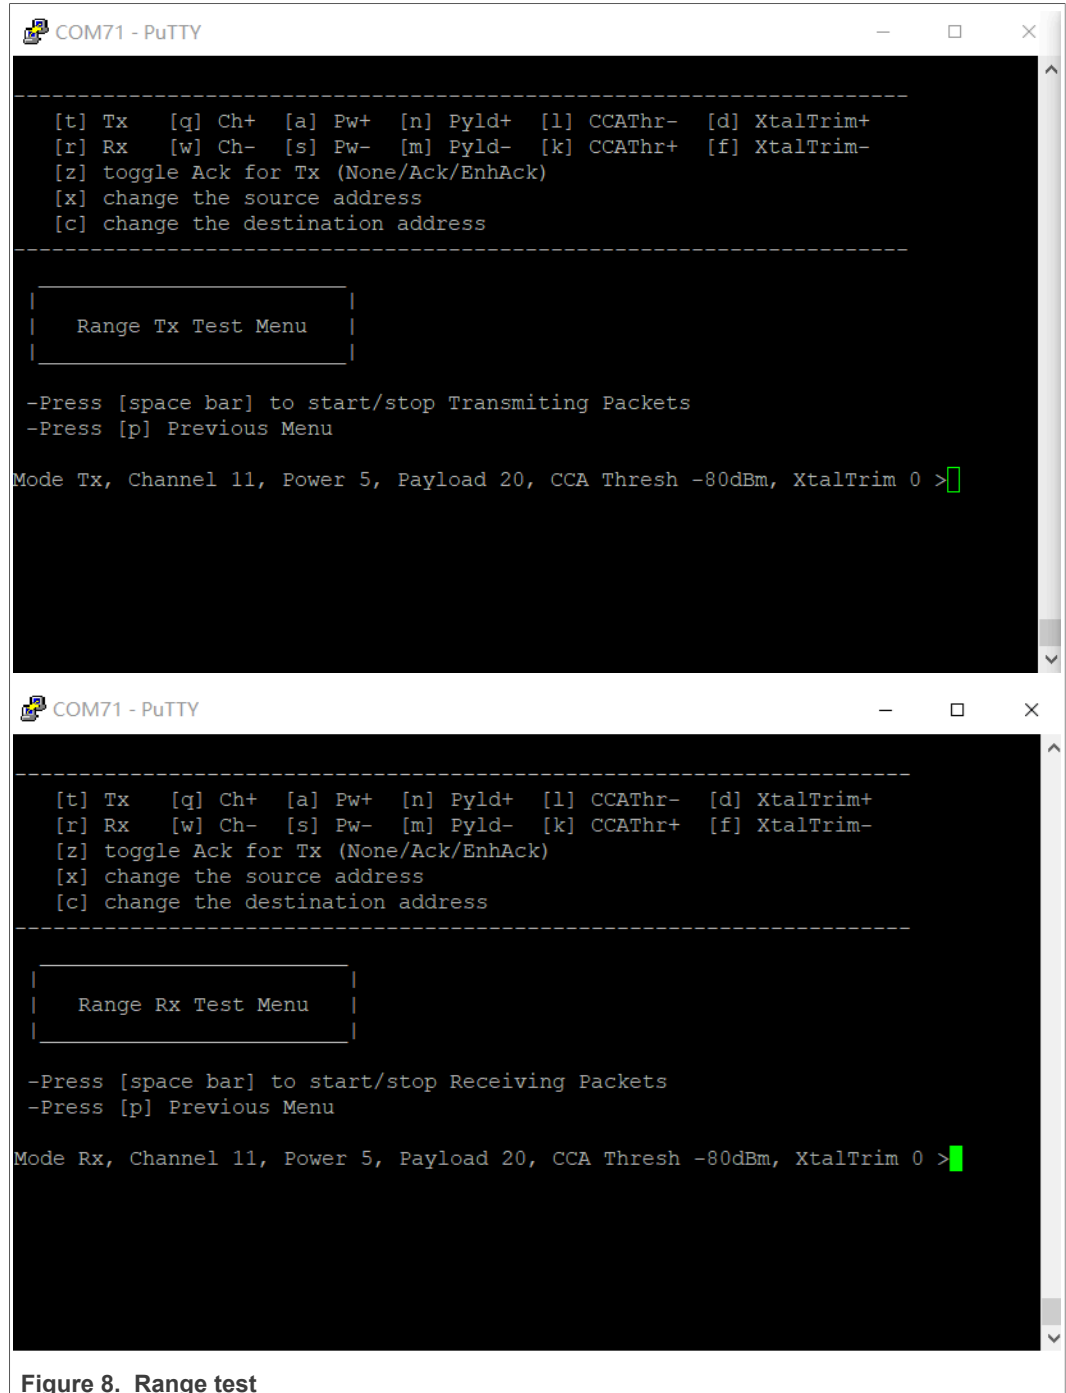 COM71 - PuTTY
----------------------------------------------------------------------
[t] Tx   [q] Ch+  [a] Pw+  [n] Pyld+  [l] CCAThr-  [d] XtalTrim+
[r] Rx   [w] Ch-  [s] Pw-  [m] Pyld-  [k] CCAThr+  [f] XtalTrim-
[z] toggle Ack for Tx (None/Ack/EnhAck)
[x] change the source address
[c] change the destination address
----------------------------------------------------------------------
Range Tx Test Menu
-Press [space bar] to start/stop Transmiting Packets
-Press [p] Previous Menu
Mode Tx, Channel 11, Power 5, Payload 20, CCA Thresh -80dBm, XtalTrim 0 >
COM71 - PuTTY
----------------------------------------------------------------------
[t] Tx   [q] Ch+  [a] Pw+  [n] Pyld+  [l] CCAThr-  [d] XtalTrim+
[r] Rx   [w] Ch-  [s] Pw-  [m] Pyld-  [k] CCAThr+  [f] XtalTrim-
[z] toggle Ack for Tx (None/Ack/EnhAck)
[x] change the source address
[c] change the destination address
----------------------------------------------------------------------
Range Rx Test Menu
-Press [space bar] to start/stop Receiving Packets
-Press [p] Previous Menu
Mode Rx, Channel 11, Power 5, Payload 20, CCA Thresh -80dBm, XtalTrim 0 >
Figure 8. Range test